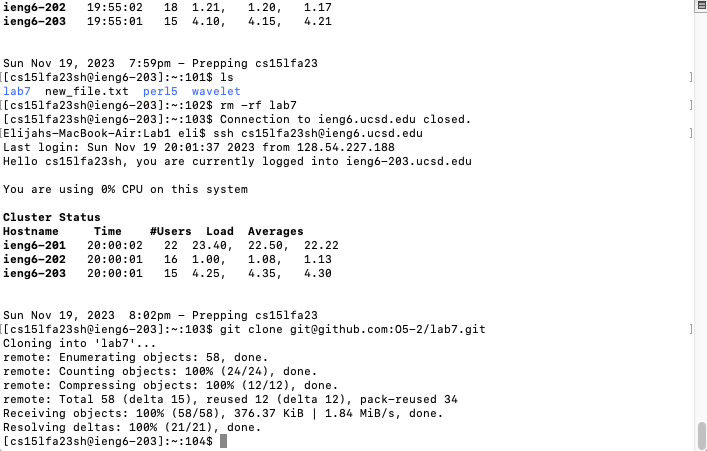 ieng6-202   19:55:02   18  1.21,   1.20,   1.17
ieng6-203   19:55:01   15  4.10,   4.15,   4.21
Sun Nov 19, 2023  7:59pm - Prepping cs15lfa23
[[cs15lfa23sh@ieng6-203]:~:101$ ls ]
lab7  new_file.txt  perl5  wavelet
[[cs15lfa23sh@ieng6-203]:~:102$ rm -rf lab7 ]
[cs15lfa23sh@ieng6-203]:~:103$ Connection to ieng6.ucsd.edu closed.
[Elijahs-MacBook-Air:Lab1 eli$ ssh cs15lfa23sh@ieng6.ucsd.edu ]
Last login: Sun Nov 19 20:01:37 2023 from 128.54.227.188
Hello cs15lfa23sh, you are currently logged into ieng6-203.ucsd.edu
You are using 0% CPU on this system
Cluster Status
Hostname     Time    #Users  Load  Averages
ieng6-201   20:00:02   22  23.40,  22.50,  22.22
ieng6-202   20:00:01   16  1.00,   1.08,   1.13
ieng6-203   20:00:01   15  4.25,   4.35,   4.30
Sun Nov 19, 2023  8:02pm - Prepping cs15lfa23
[[cs15lfa23sh@ieng6-203]:~:103$ git clone git@github.com:O5-2/lab7.git ]
Cloning into 'lab7'...
remote: Enumerating objects: 58, done.
remote: Counting objects: 100% (24/24), done.
remote: Compressing objects: 100% (12/12), done.
remote: Total 58 (delta 15), reused 12 (delta 12), pack-reused 34
Receiving objects: 100% (58/58), 376.37 KiB | 1.84 MiB/s, done.
Resolving deltas: 100% (21/21), done.
[cs15lfa23sh@ieng6-203]:~:104$